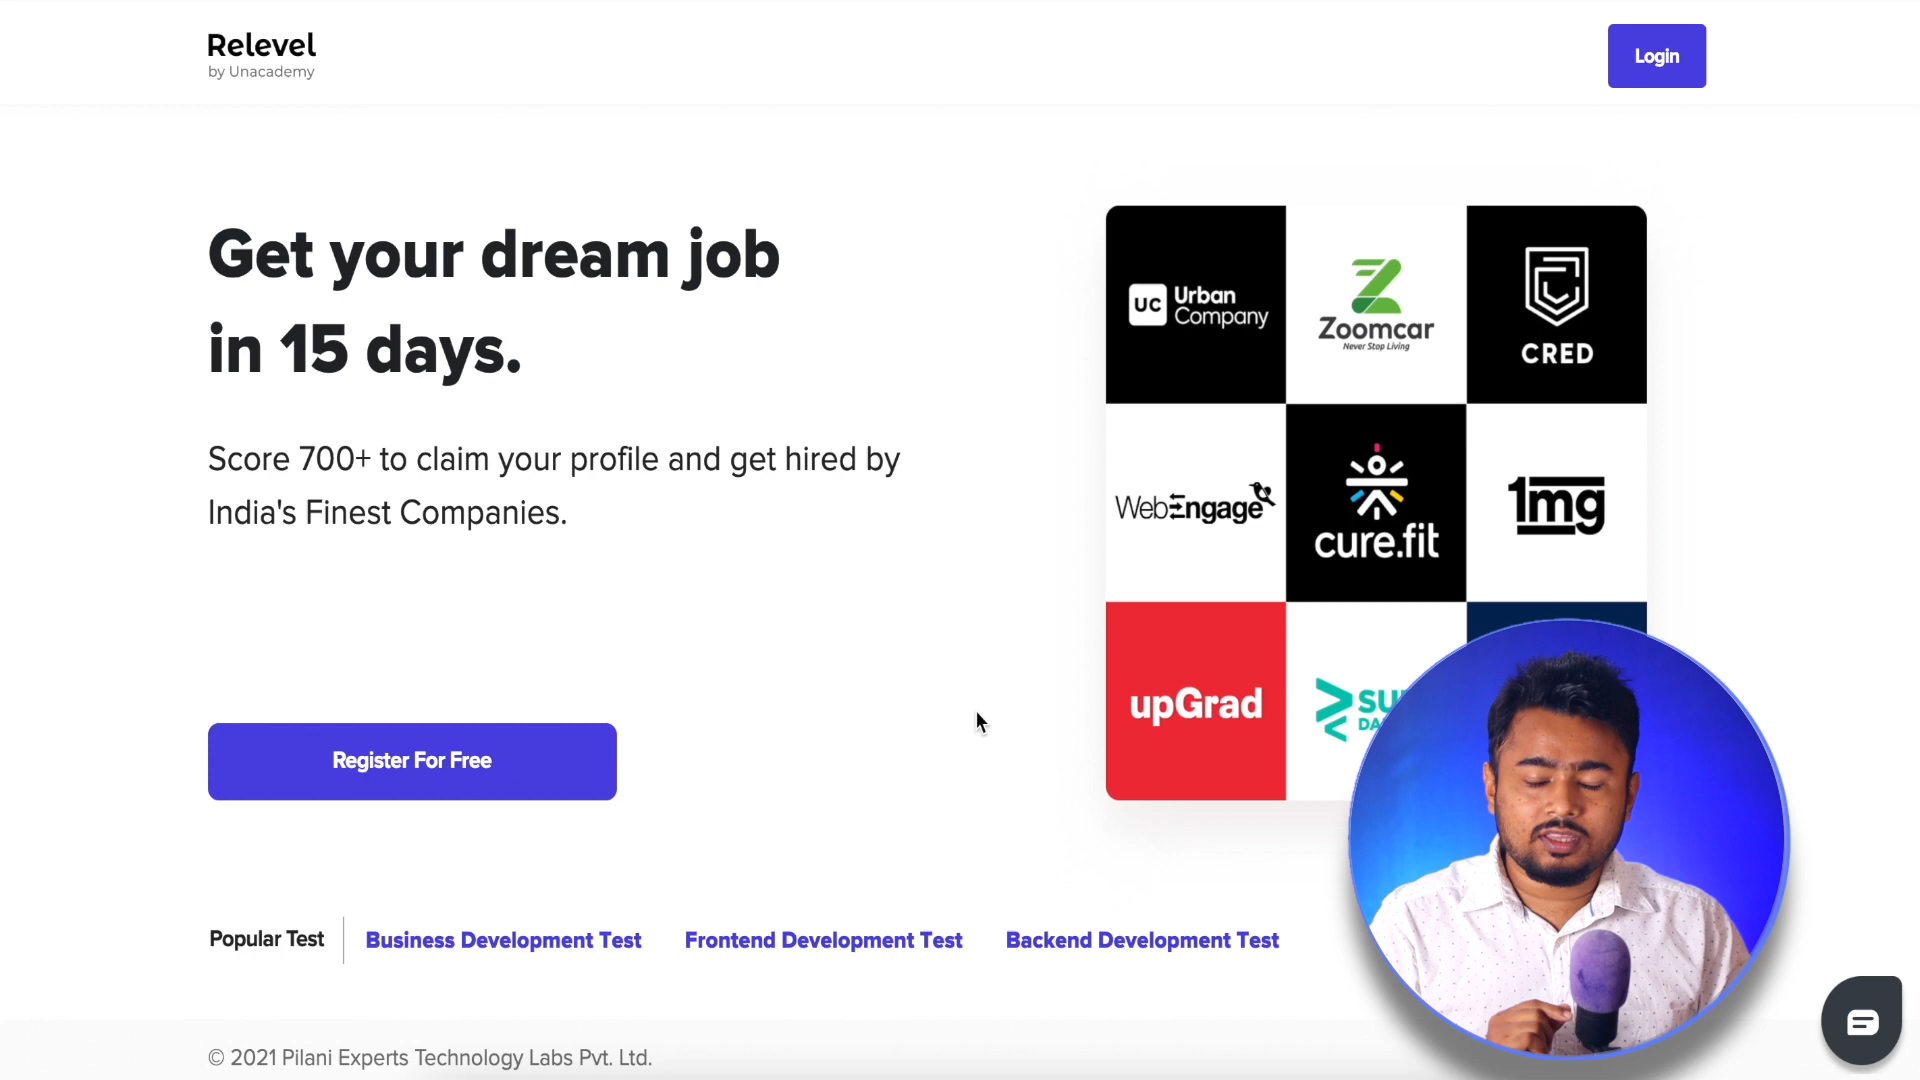 Relevel
by Unacademy
Login
Get your dream job
in 15 days.
Score 700+ to claim your profile and get hired by
India's Finest Companies.
UC Urban
Company
Zoomcar
Never Stop Living
CRED
WebEngage
cure.fit
1mg
upGrad
Register For Free
Popular Test
Business Development Test
Frontend Development Test
Backend Development Test
© 2021 Pilani Experts Technology Labs Pvt. Ltd.